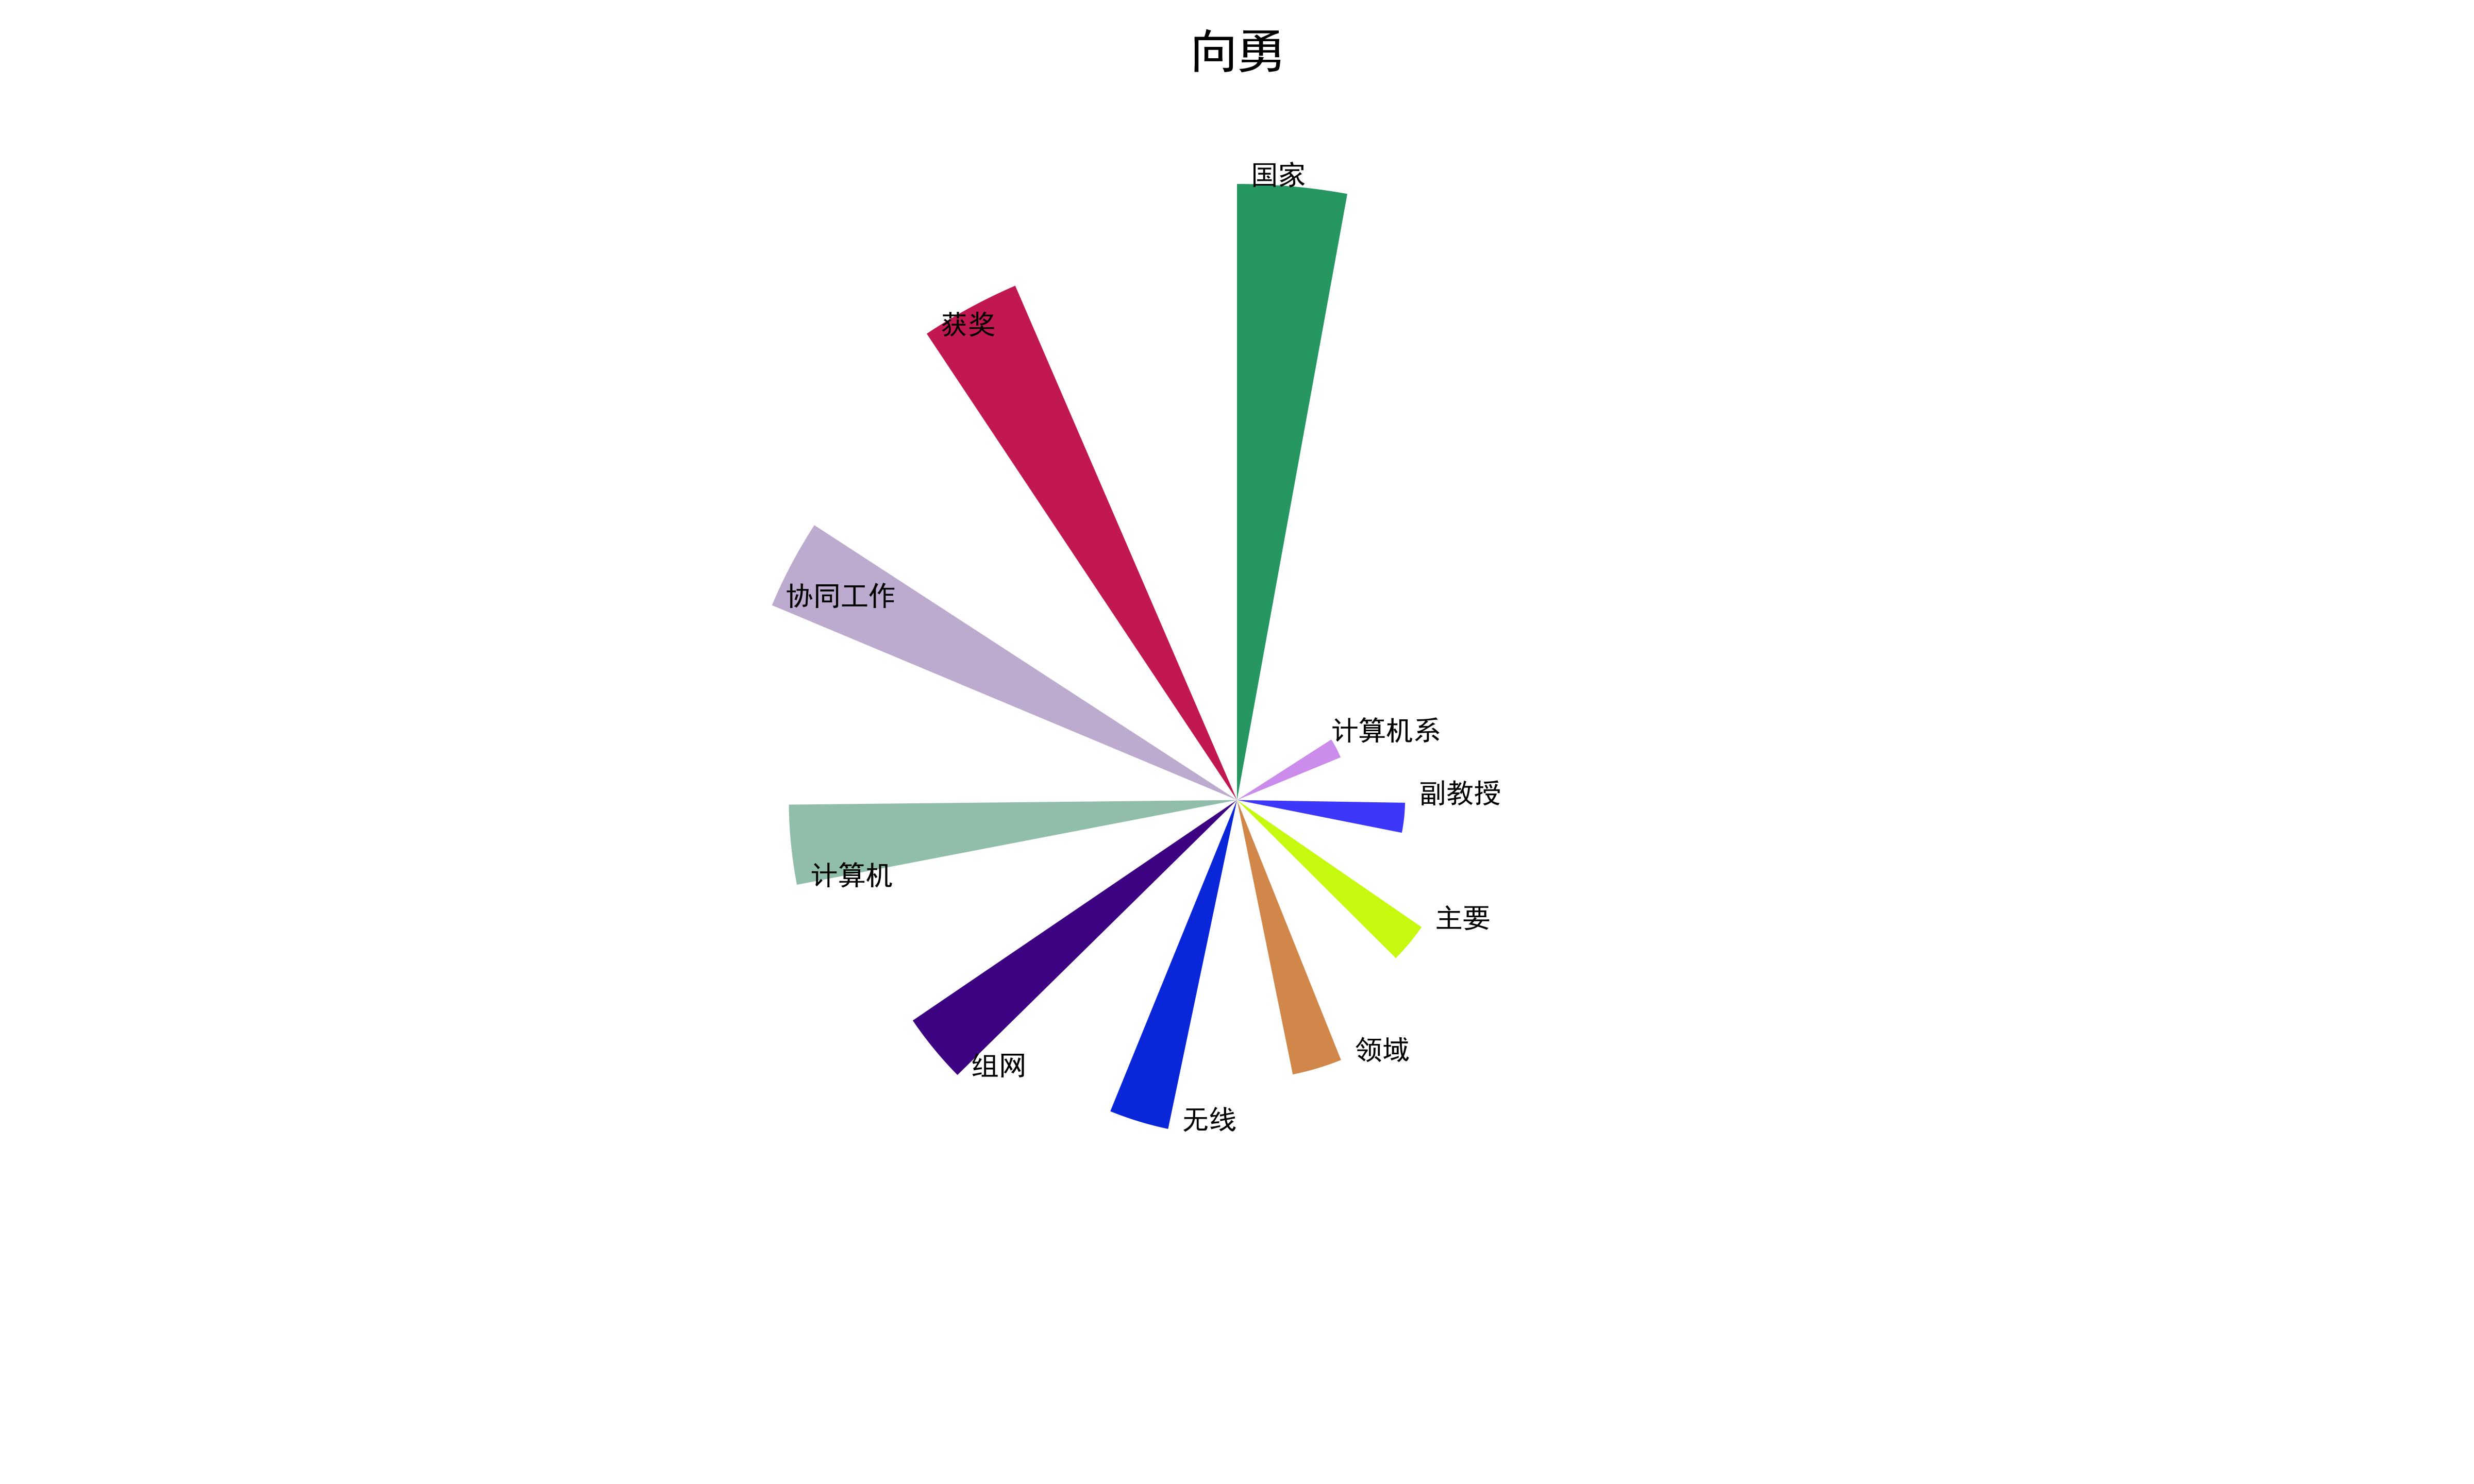 向勇
国家
获奖
协同工作
计算机系
副教授
计算机
主要
领域
组网
无线